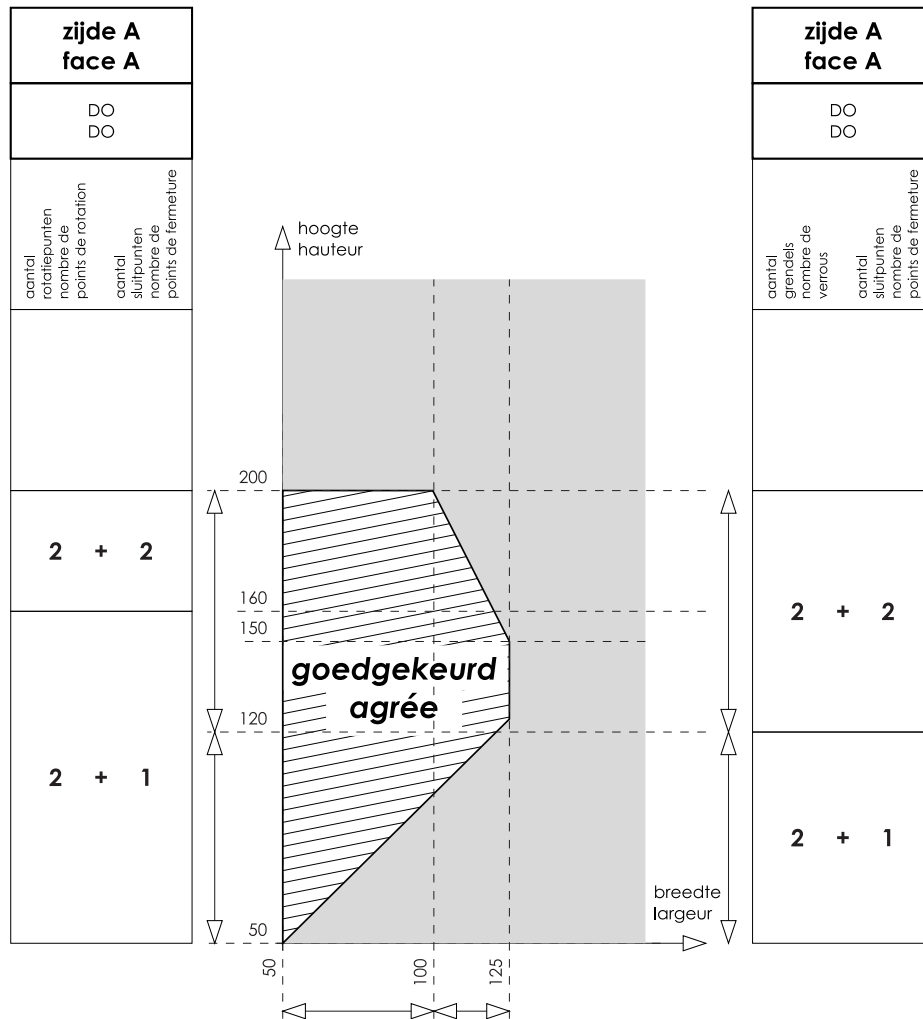 zijde A
face A
DO
DO
aantal
rotatiepunten
nombre de
points de rotation
aantal
sluitpunten
nombre de
points de fermeture
2 + 2
2 + 1
hoogte
hauteur
200
160
150
120
50
goedgekeurd
agrée
breedte
largeur
50
100
125
zijde A
face A
DO
DO
aantal
grendels
nombre de
verrous
aantal
sluitpunten
nombre de
points de fermeture
2 + 2
2 + 1